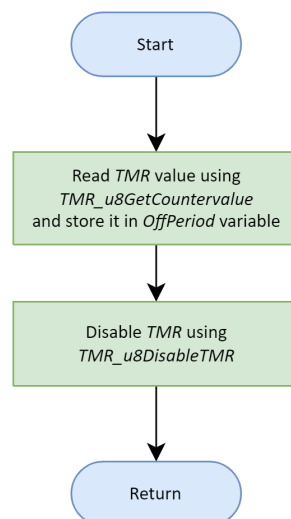 Start
Read TMR value using
TMR_u8GetCountervalue
and store it in OffPeriod variable
Disable TMR using
TMR_u8DisableTMR
Return